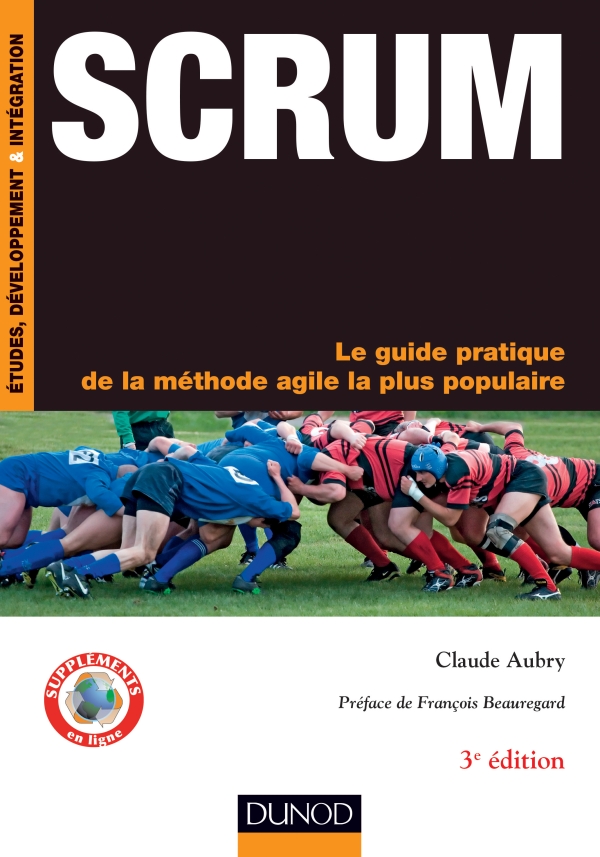 ÉTUDES, DÉVELOPPEMENT & INTÉGRATION
SCRUM
Le guide pratique
de la méthode agile la plus populaire
SUPPLÉMENTS
en ligne
Claude Aubry
Préface de François Beauregard
3e édition
DUNOD